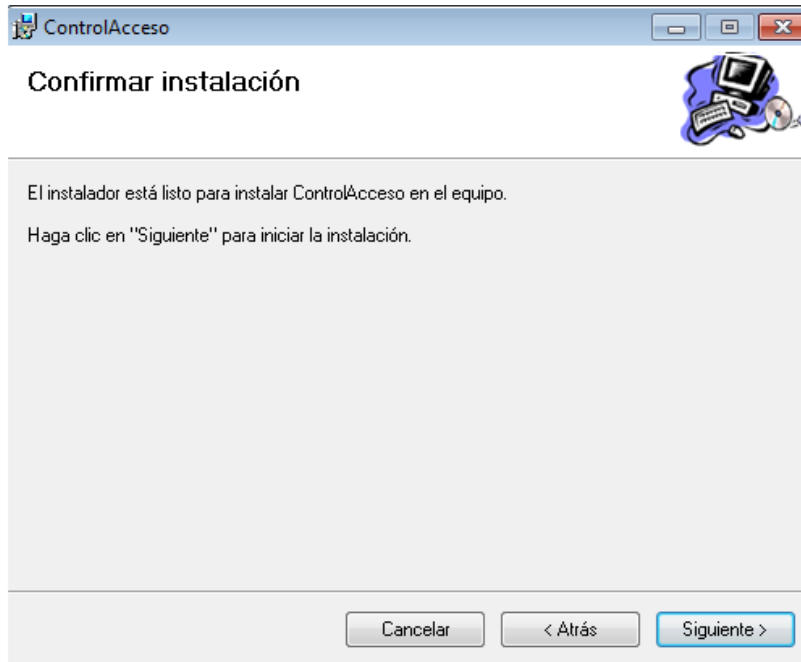 ControlAcceso
Confirmar instalación
El instalador está listo para instalar ControlAcceso en el equipo.
Haga clic en "Siguiente" para iniciar la instalación.
Cancelar
< Atrás
Siguiente >